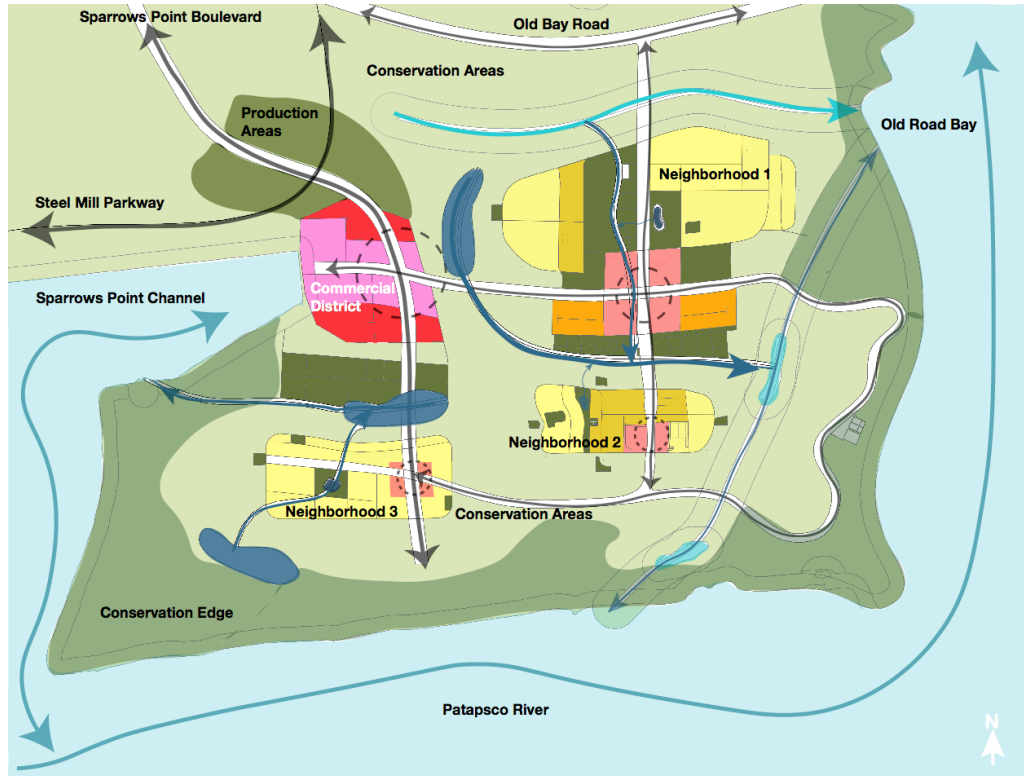 Sparrows Point Boulevard
Old Bay Road
Conservation Areas
Production
Areas
Old Road Bay
Neighborhood 1
Steel Mill Parkway
Commercial
District
Sparrows Point Channel
Neighborhood 2
Neighborhood 3
Conservation Areas
Conservation Edge
Patapsco River
N